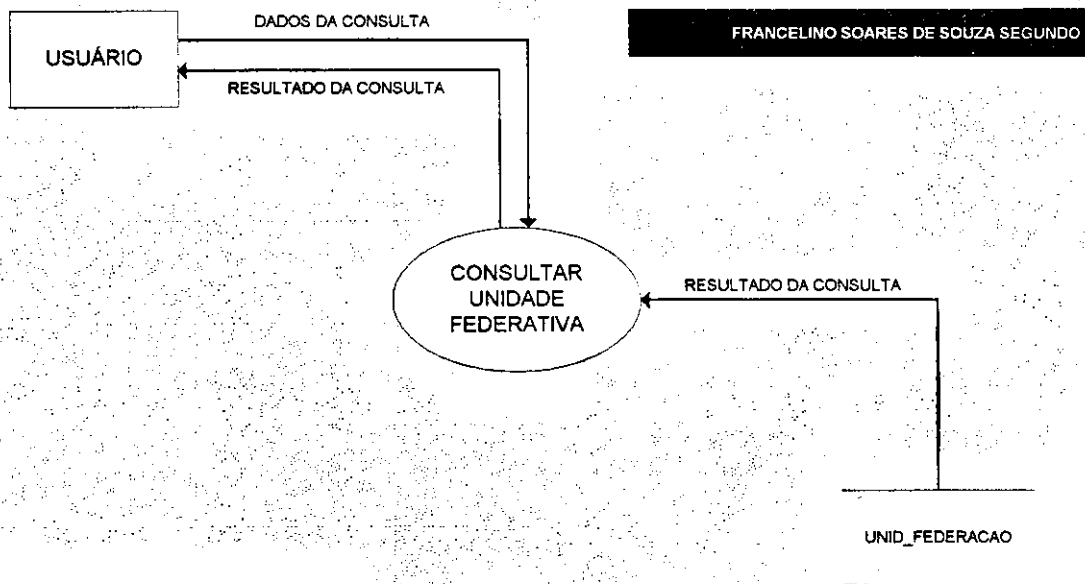 DADOS DA CONSULTA
FRANCELINO SOARES DE SOUZA SEGUNDO
USUÁRIO
RESULTADO DA CONSULTA
CONSULTAR
UNIDADE
FEDERATIVA
RESULTADO DA CONSULTA
UNID_FEDERACAO